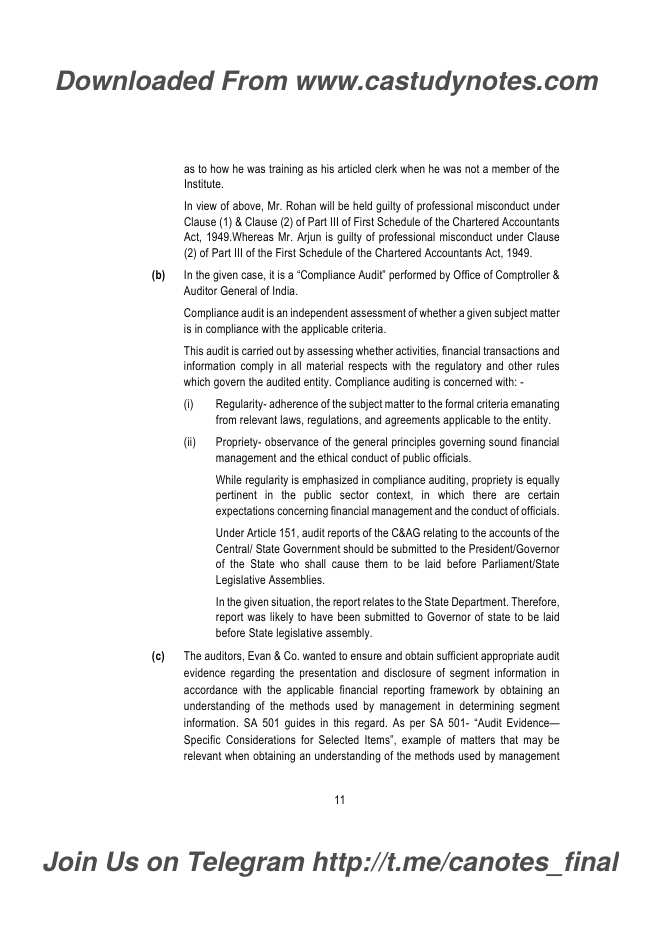 Downloaded From www.castudynotes.com
as to how he was training as his articled clerk when he was not a member of the
Institute.
In view of above, Mr. Rohan will be held guilty of professional misconduct under
Clause (1) & Clause (2) of Part III of First Schedule of the Chartered Accountants
Act, 1949.Whereas Mr. Arjun is guilty of professional misconduct under Clause
(2) of Part III of the First Schedule of the Chartered Accountants Act, 1949.
(b) In the given case, it is a “Compliance Audit” performed by Office of Comptroller &
Auditor General of India.
Compliance audit is an independent assessment of whether a given subject matter
is in compliance with the applicable criteria.
This audit is carried out by assessing whether activities, financial transactions and
information comply in all material respects with the regulatory and other rules
which govern the audited entity. Compliance auditing is concerned with: -
(i) Regularity- adherence of the subject matter to the formal criteria emanating
from relevant laws, regulations, and agreements applicable to the entity.
(ii) Propriety- observance of the general principles governing sound financial
management and the ethical conduct of public officials.
While regularity is emphasized in compliance auditing, propriety is equally
pertinent in the public sector context, in which there are certain
expectations concerning financial management and the conduct of officials.
Under Article 151, audit reports of the C&AG relating to the accounts of the
Central/ State Government should be submitted to the President/Governor
of the State who shall cause them to be laid before Parliament/State
Legislative Assemblies.
In the given situation, the report relates to the State Department. Therefore,
report was likely to have been submitted to Governor of state to be laid
before State legislative assembly.
(c) The auditors, Evan & Co. wanted to ensure and obtain sufficient appropriate audit
evidence regarding the presentation and disclosure of segment information in
accordance with the applicable financial reporting framework by obtaining an
understanding of the methods used by management in determining segment
information. SA 501 guides in this regard. As per SA 501- “Audit Evidence—
Specific Considerations for Selected Items”, example of matters that may be
relevant when obtaining an understanding of the methods used by management
11
Join Us on Telegram http://t.me/canotes_final